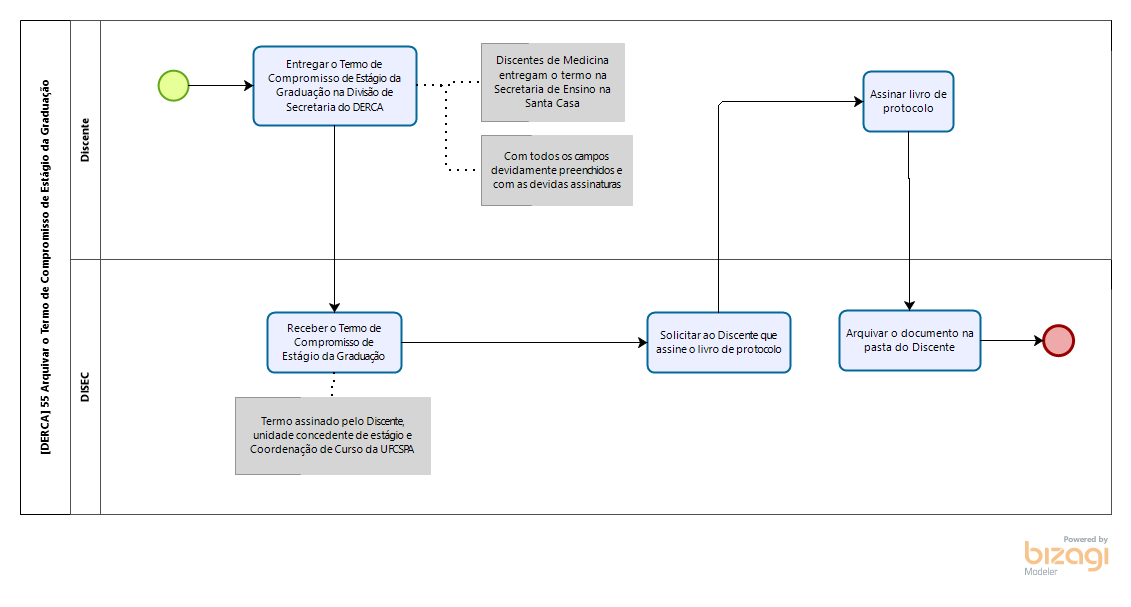 [DERCA] 55 Arquivar o Termo de Compromisso de Estágio da Graduação
Discente
Entregar o Termo de
Compromisso de Estágio da
Graduação na Divisão de
Secretaria do DERCA
Discentes de Medicina
entregam o termo na
Secretaria de Ensino na
Santa Casa
Com todos os campos
devidamente preenchidos e
com as devidas assinaturas
Assinar livro de
protocolo
DISEC
Receber o Termo de
Compromisso de
Estágio da Graduação
Termo assinado pelo Discente,
unidade concedente de estágio e
Coordenação de Curso da UFCSPA
Solicitar ao Discente que
assine o livro de protocolo
Arquivar o documento na
pasta do Discente
Powered by
bizagi
Modeler